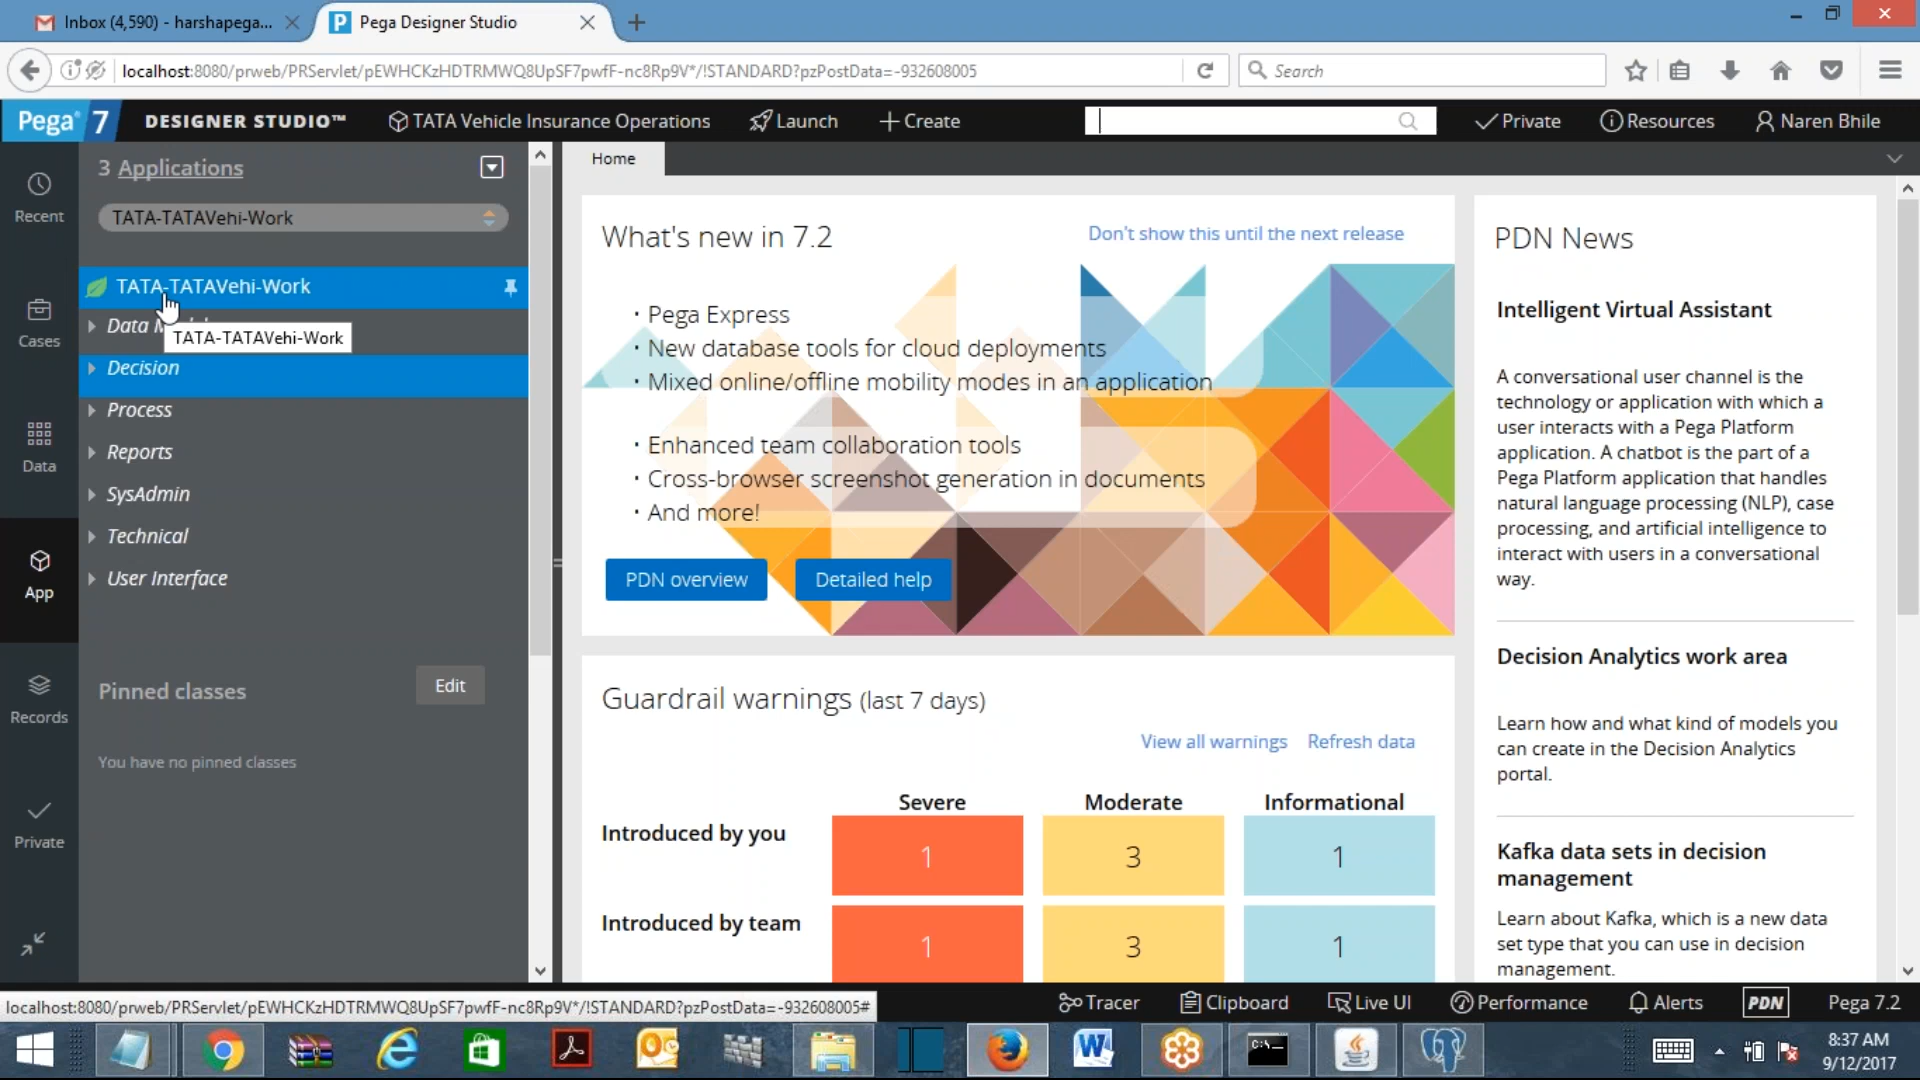 Inbox (4,590) - harshapega...
Pega Designer Studio
localhost:8080/prweb/PRServlet/pEWHCKzHDTRMWQ8UpSF7pwfF-nc8Rp9V*/!STANDARD?pzPostData=-932608005
Search
Pega 7
DESIGNER STUDIO™
TATA Vehicle Insurance Operations
Launch
Create
Private
Resources
Naren Bhile
Recent
Cases
Data
App
Records
Private
3 Applications
TATA-TATAVehi-Work
TATA-TATAVehi-Work
TATA-TATAVehi-Work
Decision
Process
Reports
SysAdmin
Technical
User Interface
Pinned classes
Edit
You have no pinned classes
Home
What's new in 7.2
Don't show this until the next release
· Pega Express
· New database tools for cloud deployments
· Mixed online/offline mobility modes in an application
· Enhanced team collaboration tools
· Cross-browser screenshot generation in documents
· And more!
PDN overview
Detailed help
Guardrail warnings (last 7 days)
View all warnings
Refresh data
Severe
Moderate
Informational
Introduced by you
1
3
1
Introduced by team
1
3
1
PDN News
Intelligent Virtual Assistant
A conversational user channel is the
technology or application with which a
user interacts with a Pega Platform
application. A chatbot is the part of a
Pega Platform application that handles
natural language processing (NLP), case
processing, and artificial intelligence to
interact with users in a conversational
way.
Decision Analytics work area
Learn how and what kind of models you
can create in the Decision Analytics
portal.
Kafka data sets in decision
management
Learn about Kafka, which is a new data
set type that you can use in decision
management.
localhost:8080/prweb/PRServlet/pEWHCKzHDTRMWQ8UpSF7pwfF-nc8Rp9V*/!STANDARD?pzPostData=-932608005#
Tracer
Clipboard
Live UI
Performance
Alerts
PDN
Pega 7.2
8:37 AM
9/12/2017